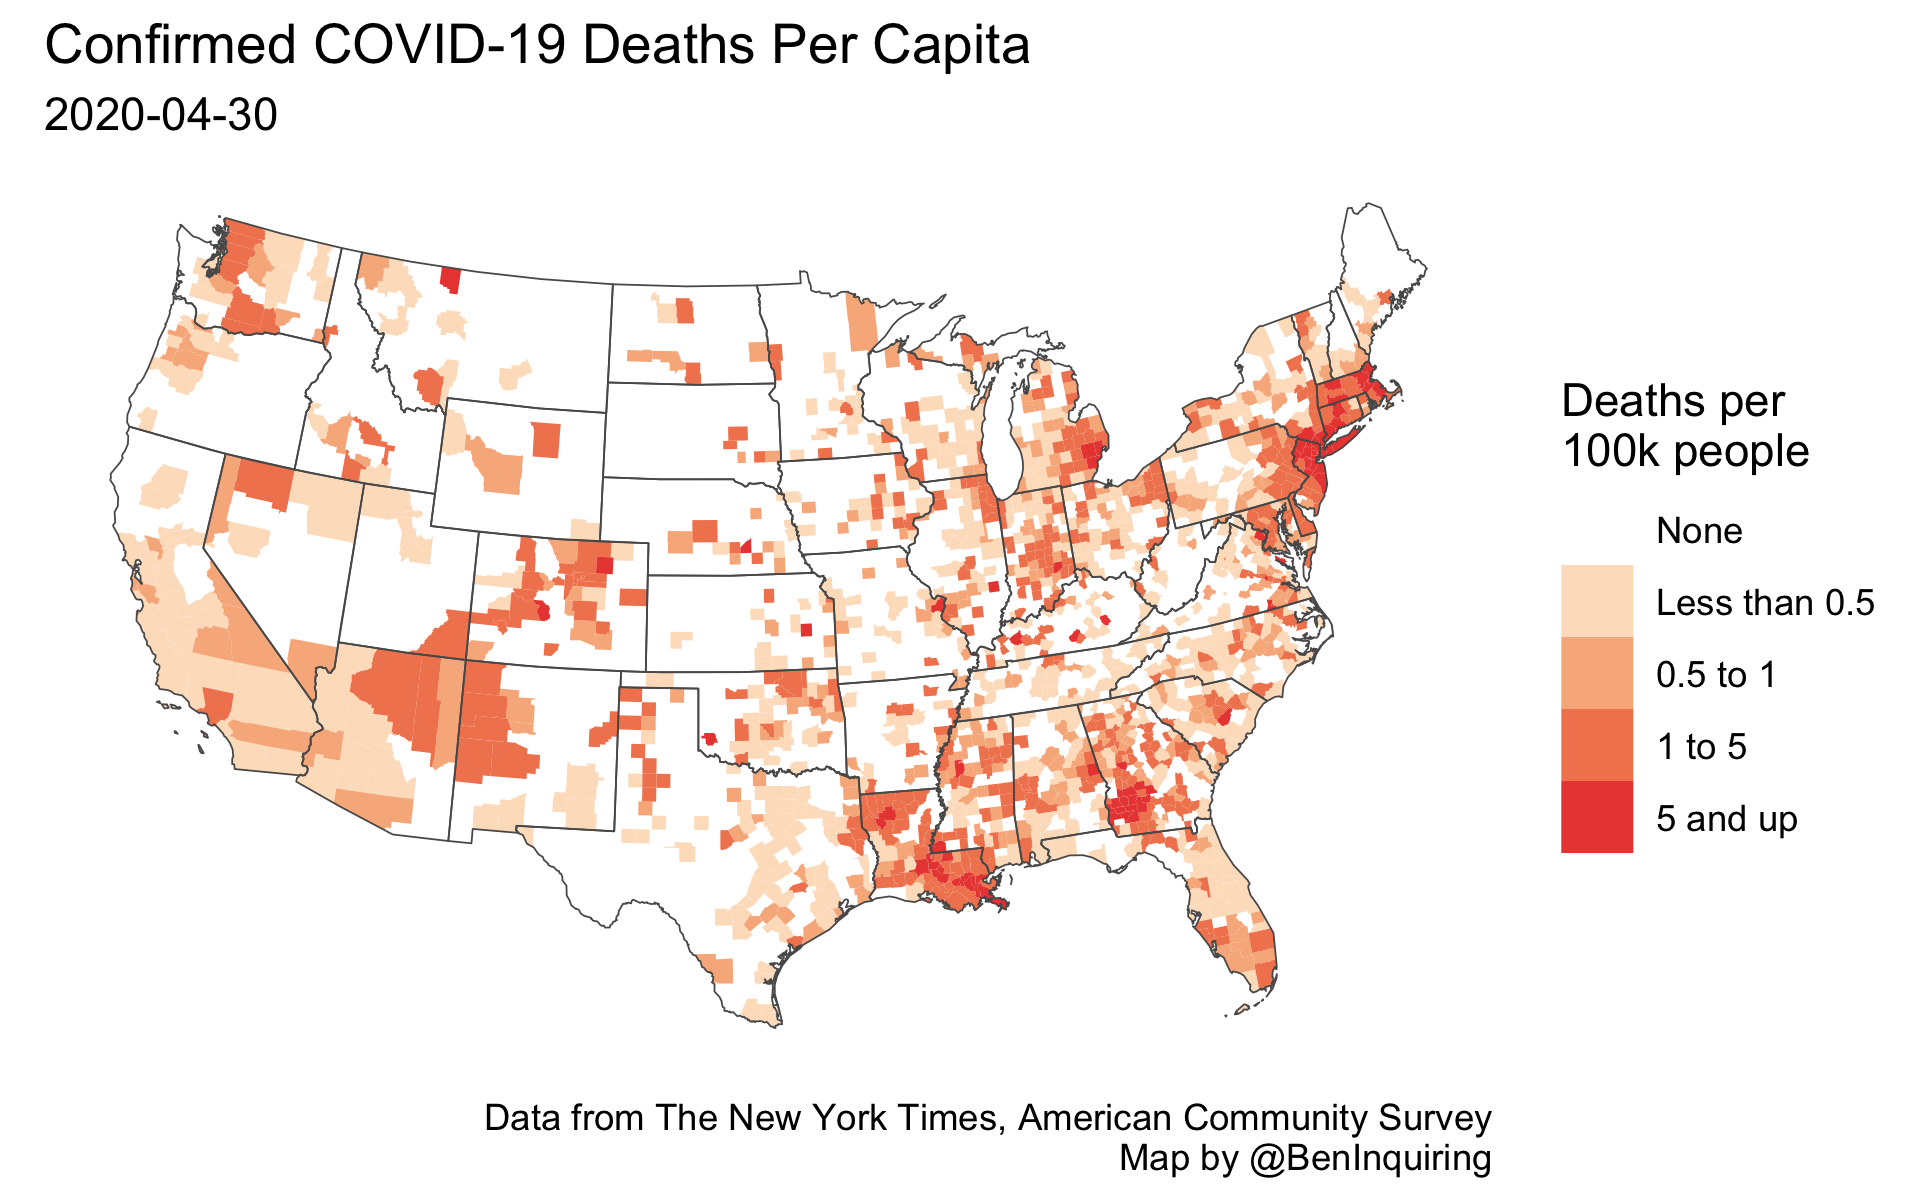 Confirmed COVID-19 Deaths Per Capita
2020-04-30
Deaths per
100k people
None
Less than 0.5
0.5 to 1
1 to 5
5 and up
Data from The New York Times, American Community Survey
Map by @BenInquiring